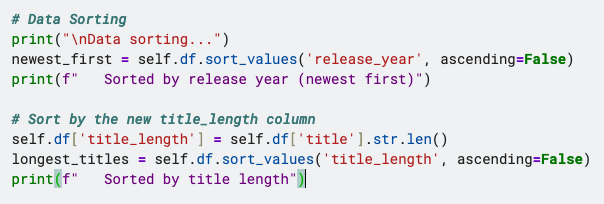 # Data Sorting
print("\nData sorting...")
newest_first = self.df.sort_values('release_year', ascending=False)
print(f"   Sorted by release year (newest first)")

# Sort by the new title_length column
self.df['title_length'] = self.df['title'].str.len()
longest_titles = self.df.sort_values('title_length', ascending=False)
print(f"   Sorted by title length")